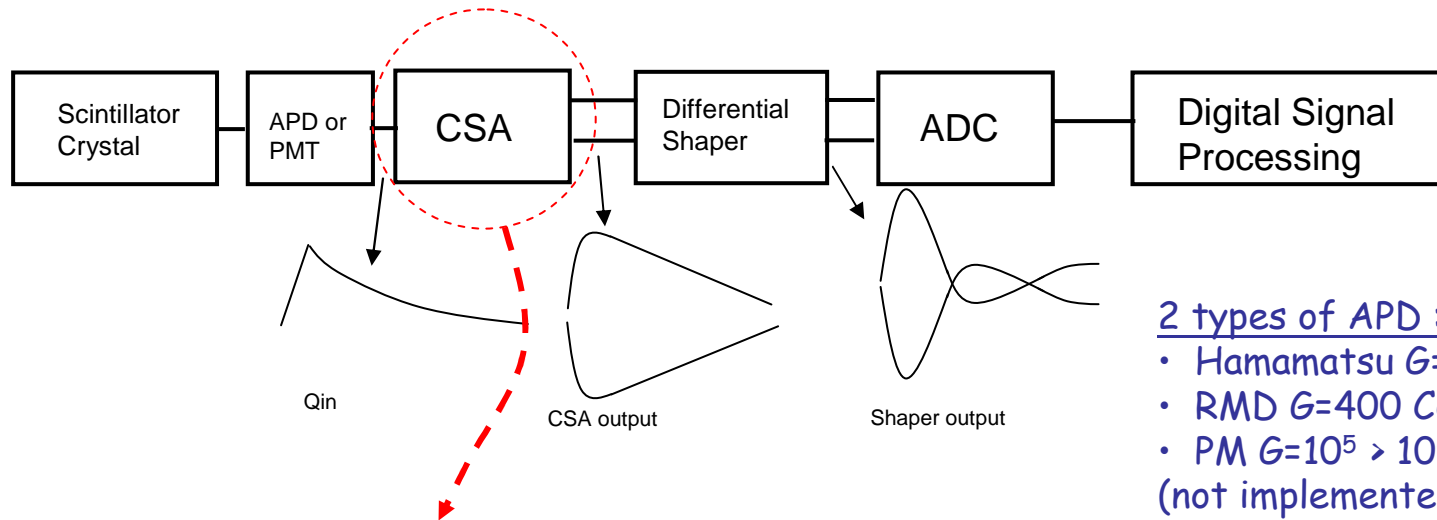 Scintillator
Crystal
APD or
PMT
CSA
Differential
Shaper
ADC
Digital Signal
Processing
Qin
CSA output
Shaper output
2 types of APD :
• Hamamatsu G=
• RMD G=400 C
• PM G=10⁵ > 10
(not implemente